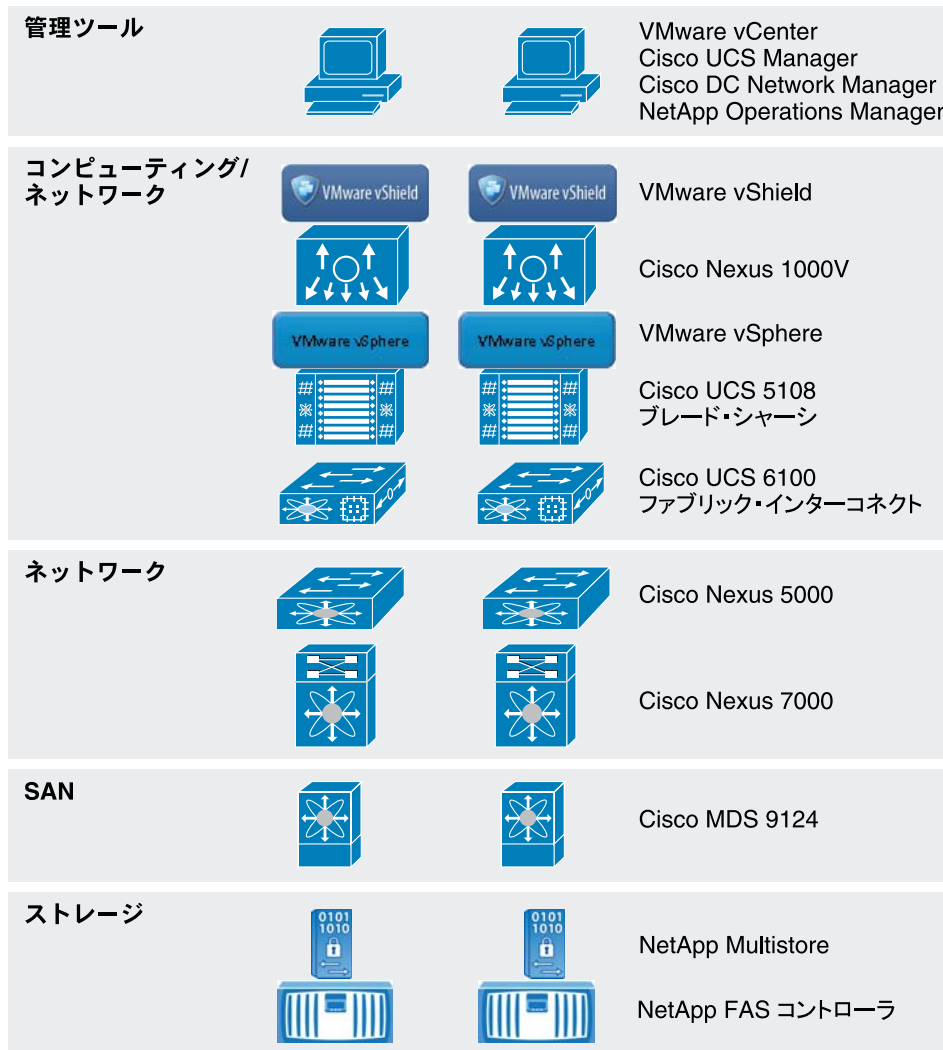 管理ツール
VMware vCenter
Cisco UCS Manager
Cisco DC Network Manager
NetApp Operations Manager
コンピューティング/
ネットワーク
VMware vShield
VMware vShield
VMware vShield
Cisco Nexus 1000V
VMware vSphere
VMware vSphere
VMware vSphere
Cisco UCS 5108
ブレード・シャーシ
Cisco UCS 6100
ファブリック・インターコネクト
ネットワーク
Cisco Nexus 5000
Cisco Nexus 7000
SAN
Cisco MDS 9124
ストレージ
0101
1010
0101
1010
NetApp Multistore
NetApp FAS コントローラ